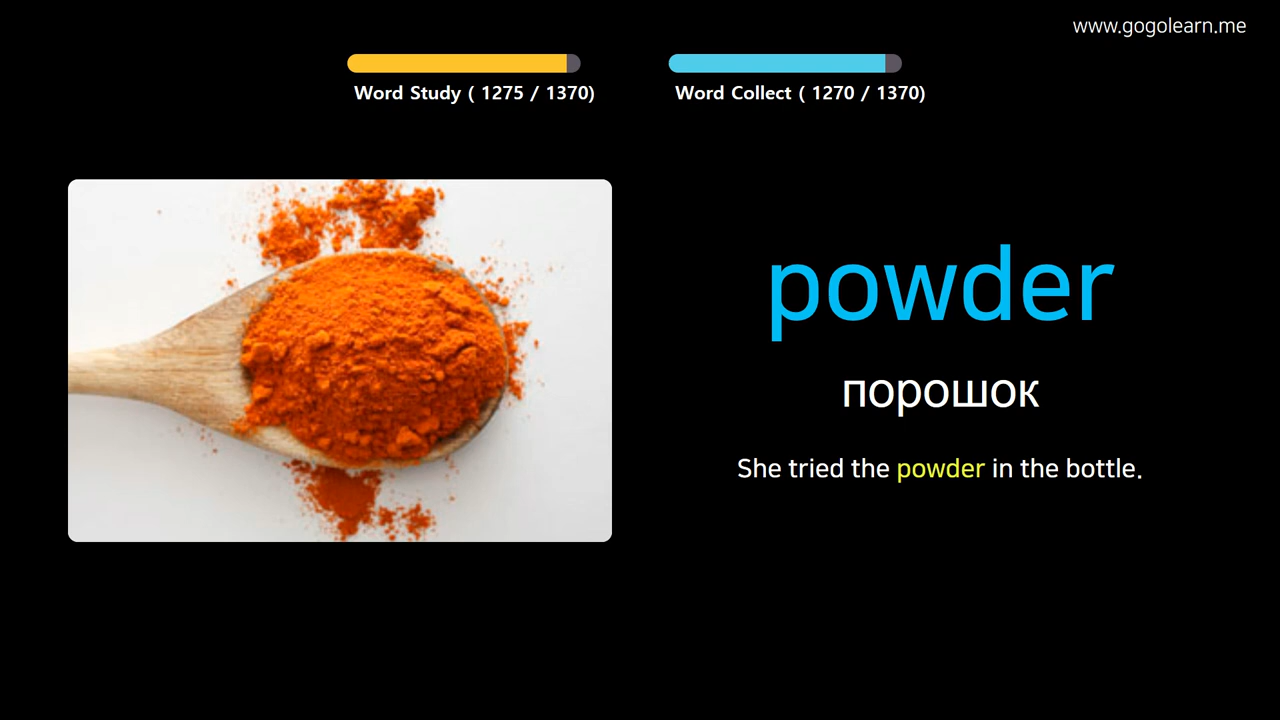 www.gogolearn.me
Word Study ( 1275 / 1370)
Word Collect ( 1270 / 1370)
powder
порошок
She tried the powder in the bottle.